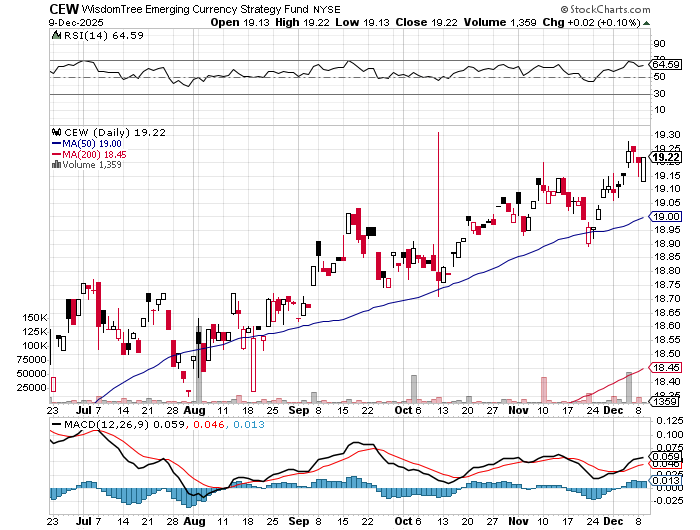 CEW WisdomTree Emerging Currency Strategy Fund NYSE © StockCharts.com
9-Dec-2025 Open 19.13 High 19.22 Low 19.13 Close 19.22 Volume 1,359 Chg +0.02 (+0.10%)
RSI(14) 64.59
90
70
64.59
50
30
10
CEW (Daily) 19.22
MA(50) 19.00
MA(200) 18.45
Volume 1,359
19.30
19.25
19.22
19.15
19.10
19.05
19.00
18.95
18.90
18.85
18.80
18.75
18.70
18.65
18.60
18.55
18.50
18.45
18.40
1359
150K
125K
100K
75000
50000
25000
23 Jul 7 14 21 28 Aug 11 18 25 Sep 8 15 22 Oct 6 13 20 27 Nov 10 17 24 Dec 8
MACD(12,26,9) 0.059, 0.046, 0.013
0.125
0.100
0.075
0.059
0.046
0.013
0.000
-0.025
-0.050
23 Jul 7 14 21 28 Aug 11 18 25 Sep 8 15 22 Oct 6 13 20 27 Nov 10 17 24 Dec 8